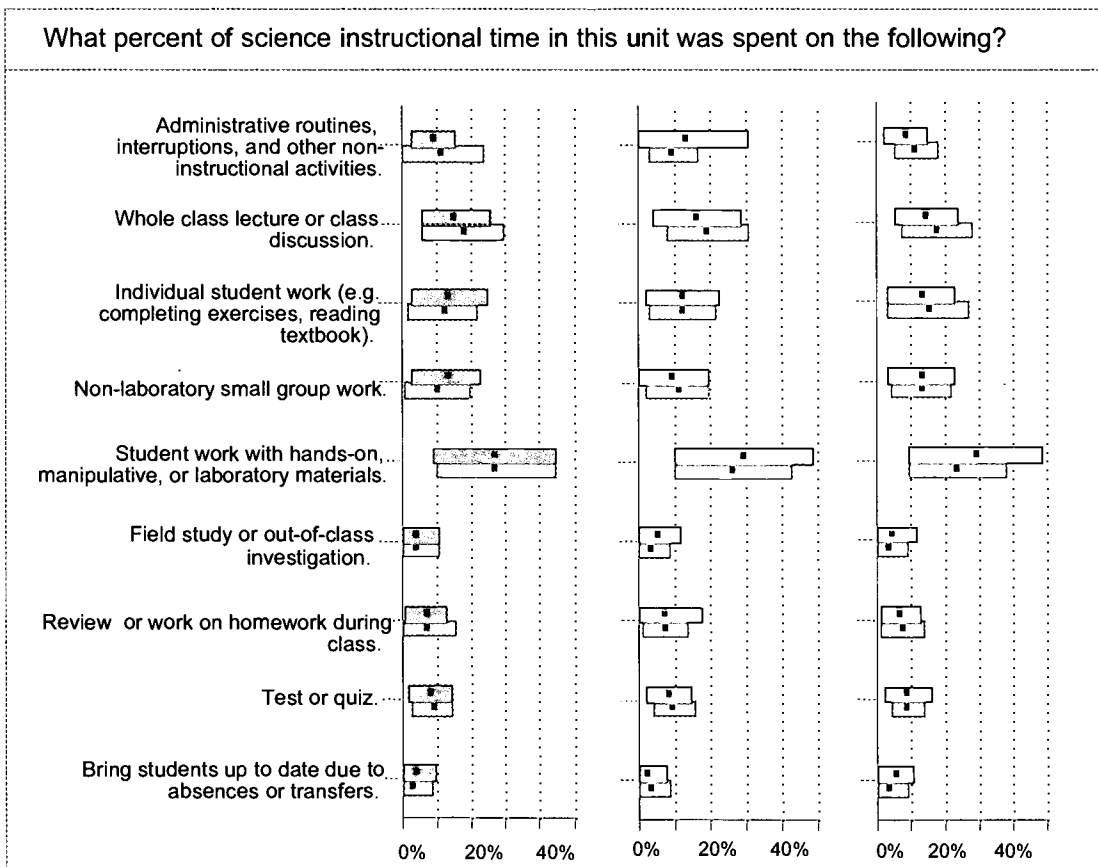 What percent of science instructional time in this unit was spent on the following?
Administrative routines,
interruptions, and other non-
instructional activities.
Whole class lecture or class
discussion.
Individual student work (e.g.
completing exercises, reading
textbook).
Non-laboratory small group work.
Student work with hands-on,
manipulative, or laboratory materials.
Field study or out-of-class
investigation.
Review or work on homework during
class.
Test or quiz.
Bring students up to date due to
absences or transfers.
0% 20% 40% 0% 20% 40% 0% 20% 40%